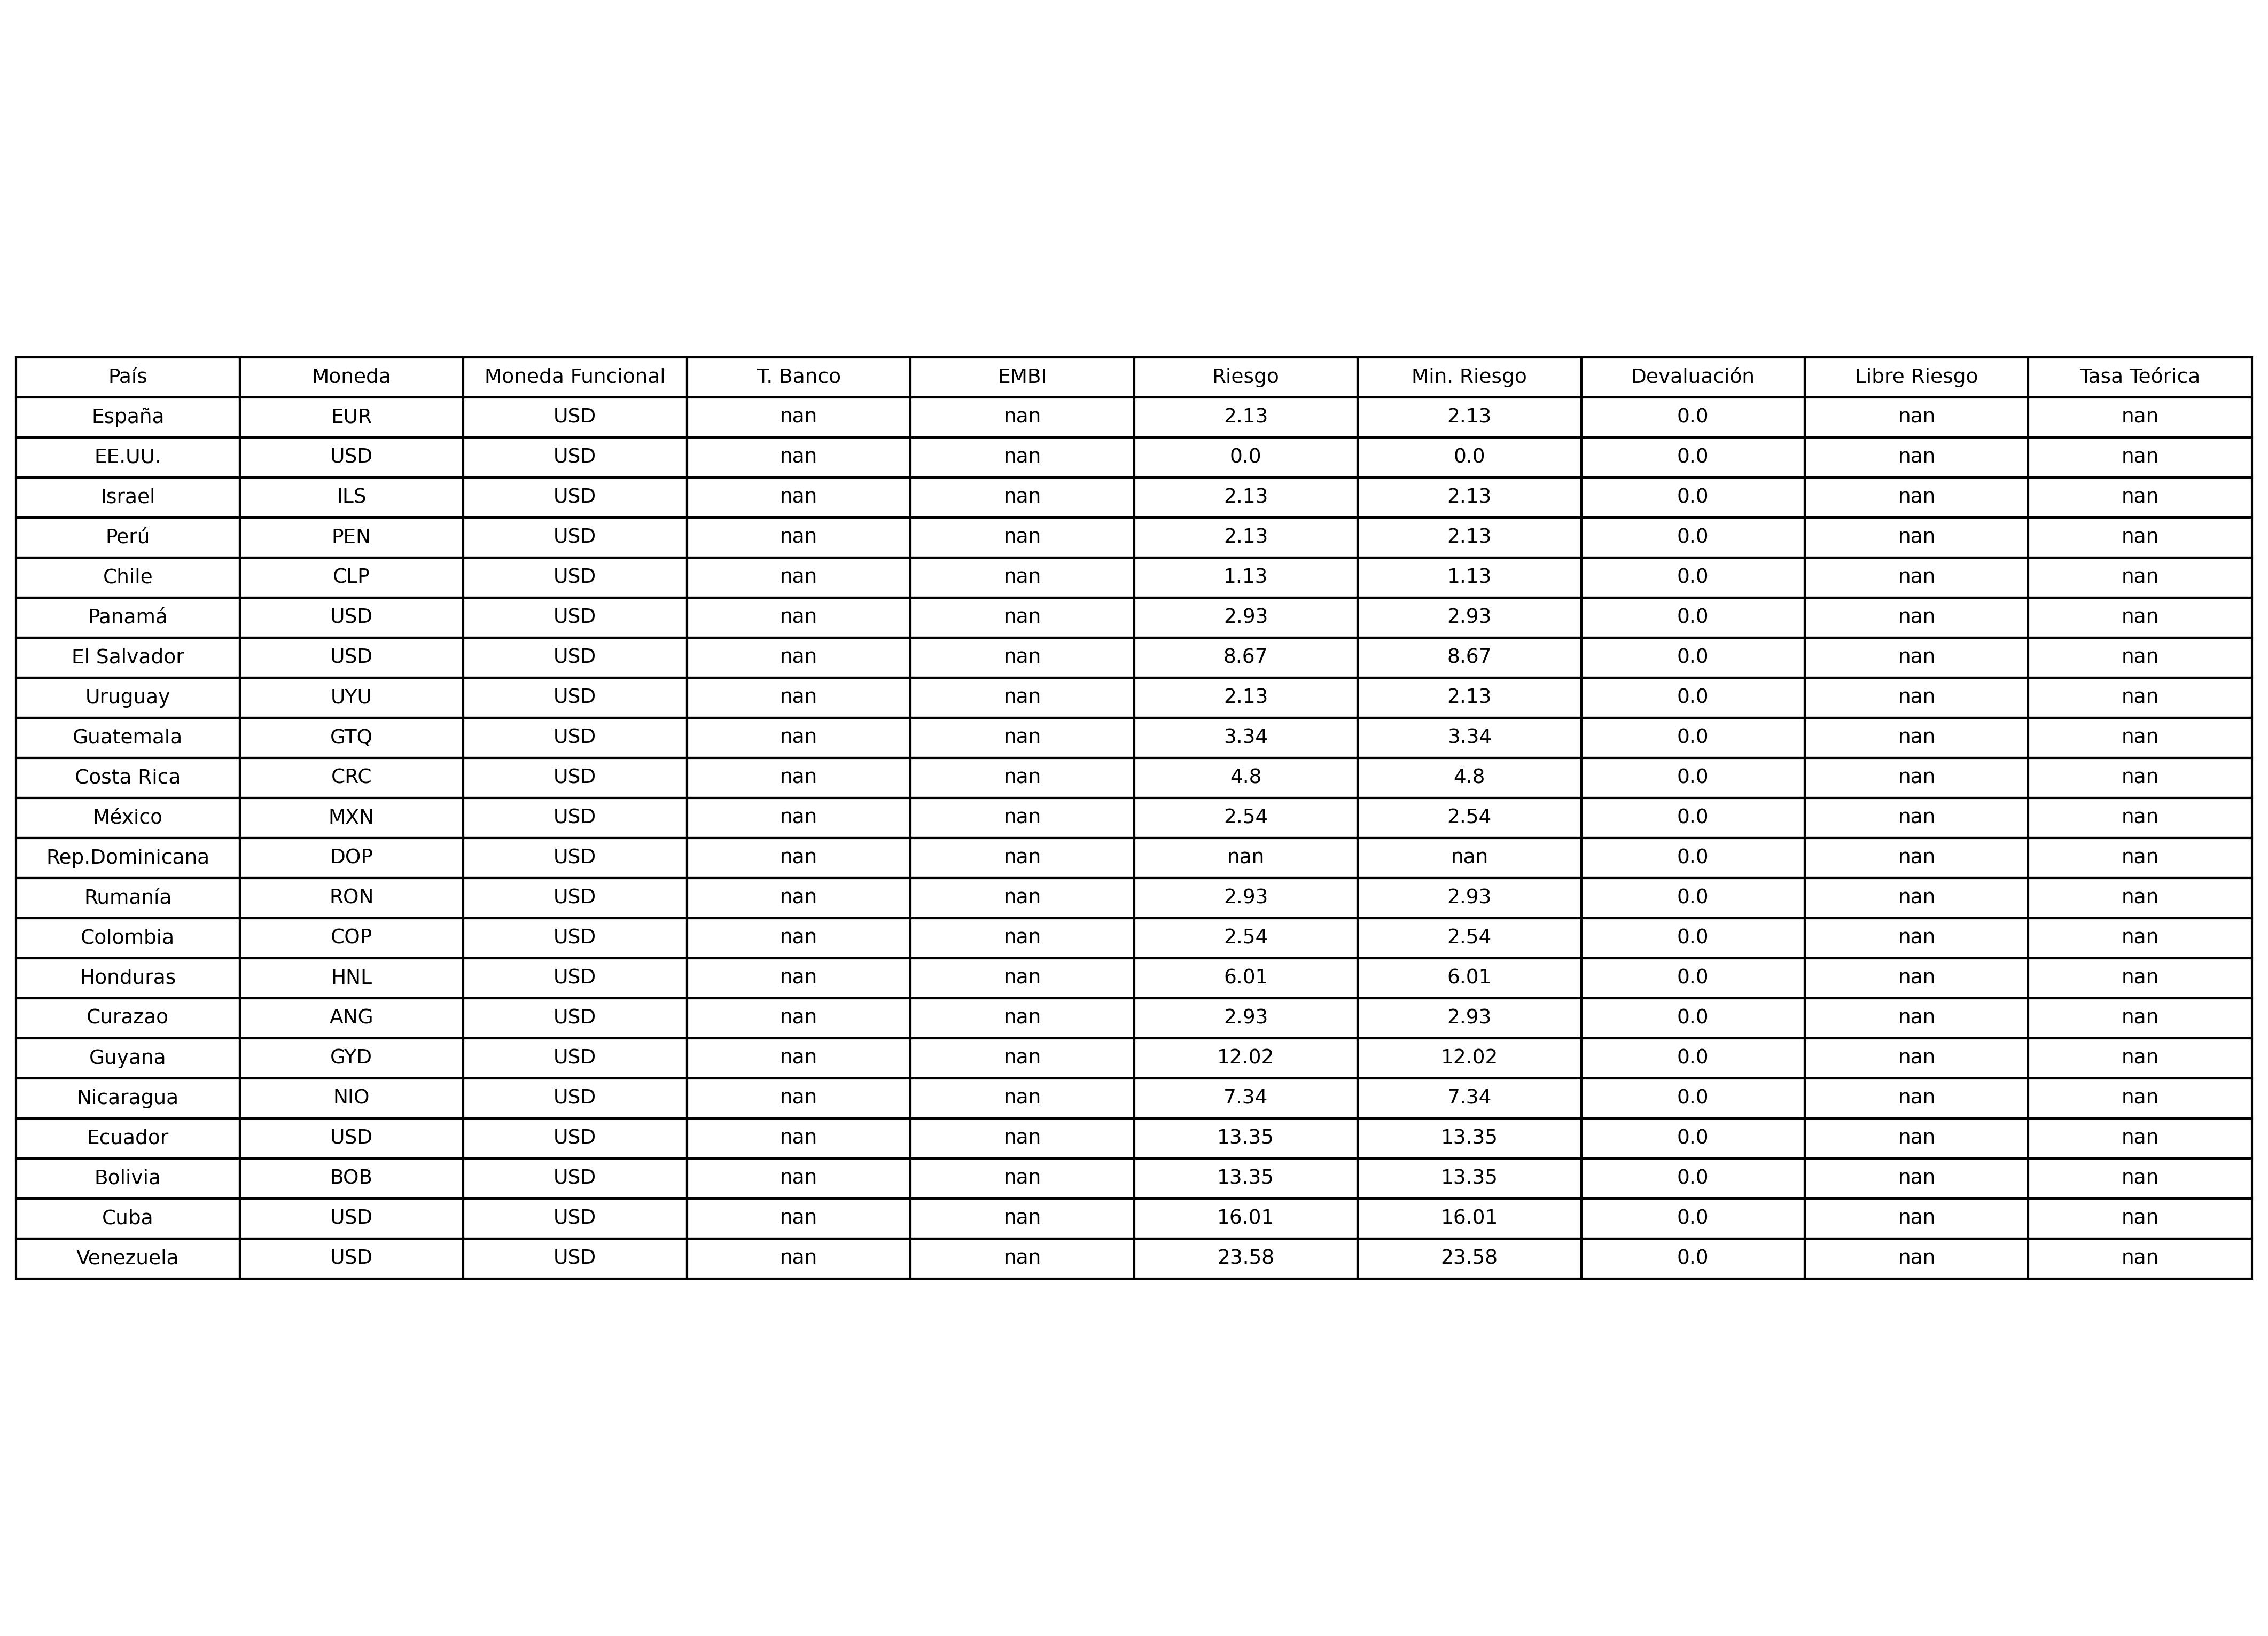 País Moneda Moneda Funcional T. Banco EMBI Riesgo Min. Riesgo Devaluación Libre Riesgo Tasa Teórica
España EUR USD nan nan 2.13 2.13 0.0 nan nan
EE.UU. USD USD nan nan 0.0 0.0 0.0 nan nan
Israel ILS USD nan nan 2.13 2.13 0.0 nan nan
Perú PEN USD nan nan 2.13 2.13 0.0 nan nan
Chile CLP USD nan nan 1.13 1.13 0.0 nan nan
Panamá USD USD nan nan 2.93 2.93 0.0 nan nan
El Salvador USD USD nan nan 8.67 8.67 0.0 nan nan
Uruguay UYU USD nan nan 2.13 2.13 0.0 nan nan
Guatemala GTQ USD nan nan 3.34 3.34 0.0 nan nan
Costa Rica CRC USD nan nan 4.8 4.8 0.0 nan nan
México MXN USD nan nan 2.54 2.54 0.0 nan nan
Rep.Dominicana DOP USD nan nan nan nan 0.0 nan nan
Rumanía RON USD nan nan 2.93 2.93 0.0 nan nan
Colombia COP USD nan nan 2.54 2.54 0.0 nan nan
Honduras HNL USD nan nan 6.01 6.01 0.0 nan nan
Curazao ANG USD nan nan 2.93 2.93 0.0 nan nan
Guyana GYD USD nan nan 12.02 12.02 0.0 nan nan
Nicaragua NIO USD nan nan 7.34 7.34 0.0 nan nan
Ecuador USD USD nan nan 13.35 13.35 0.0 nan nan
Bolivia BOB USD nan nan 13.35 13.35 0.0 nan nan
Cuba USD USD nan nan 16.01 16.01 0.0 nan nan
Venezuela USD USD nan nan 23.58 23.58 0.0 nan nan